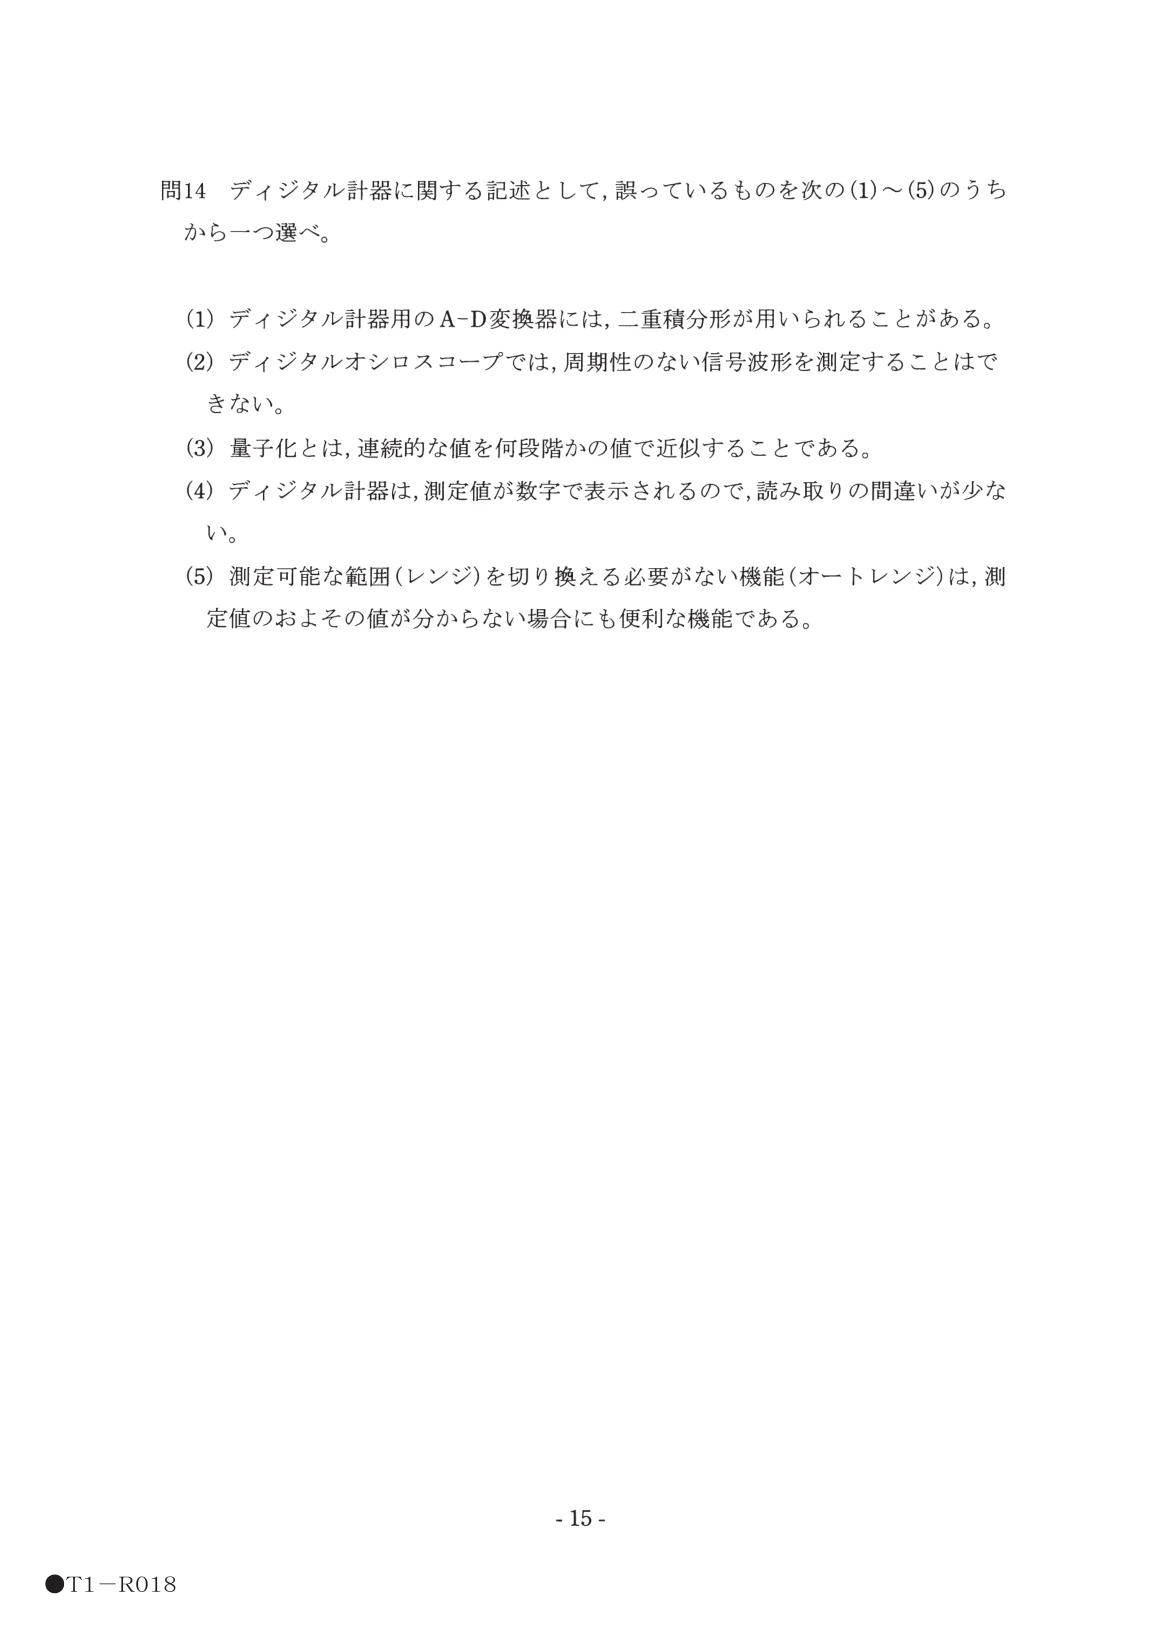 問14　ディジタル計器に関する記述として，誤っているものを次の(1)～(5)のうち
から一つ選べ。
(1) ディジタル計器用のA−D変換器には，二重積分形が用いられることがある。
(2) ディジタルオシロスコープでは，周期性のない信号波形を測定することはで
きない。
(3) 量子化とは，連続的な値を何段階かの値で近似することである。
(4) ディジタル計器は，測定値が数字で表示されるので，読み取りの間違いが少な
い。
(5) 測定可能な範囲(レンジ)を切り換える必要がない機能(オートレンジ)は，測
定値のおよその値が分からない場合にも便利な機能である。
- 15 -
●T1－R018